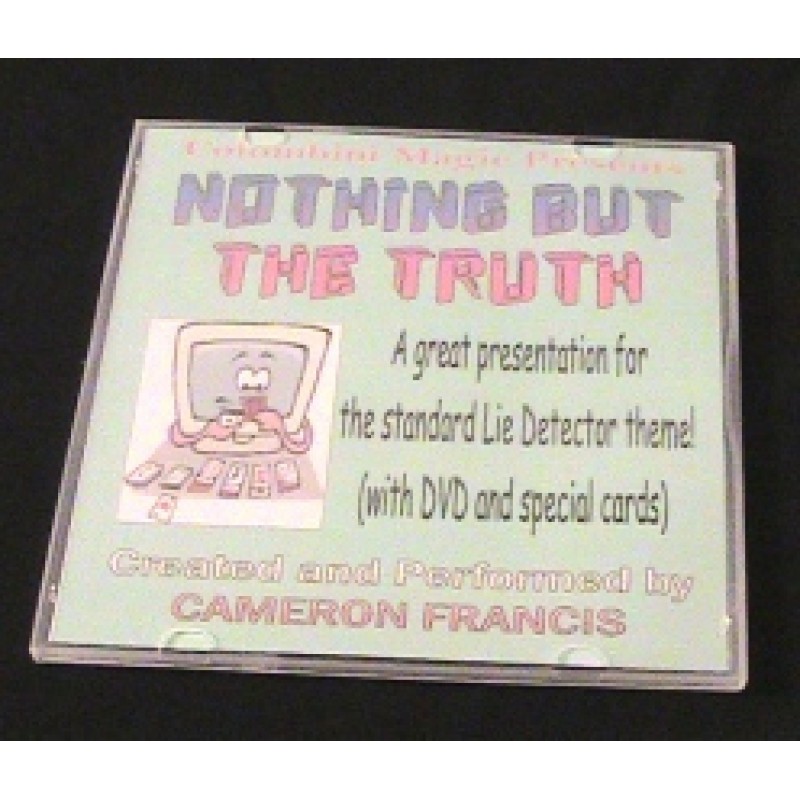 Colombini Magic Presents
NOTHING BUT
THE TRUTH
A great presentation for
the standard Lie Detector theme!
(with DVD and special cards)
Created and Performed by
CAMERON FRANCIS